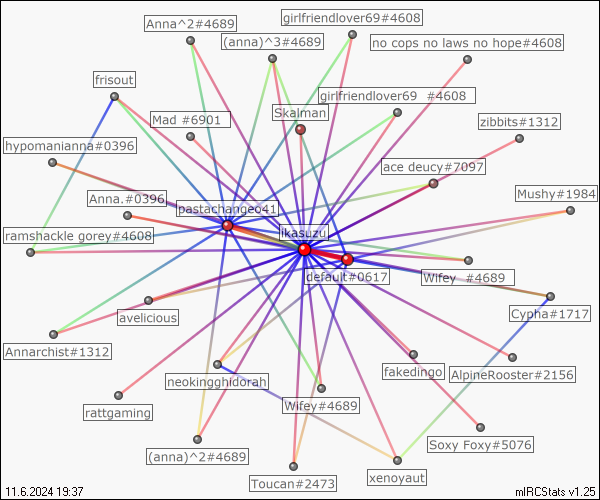 Anna^2#4689
girlfriendlover69#4608
(anna)^3#4689
no cops no laws no hope#4608
frisout
girlfriendlover69_#4608
Mad #6901
Skalman
zibbits#1312
hypomanianna#0396
ace deucy#7097
Anna.#0396
pastachangeo41
Mushy#1984
ramshackle gorey#4608
ikasuzu
default#0617
Wifey_ #4689
avelicious
Cypha#1717
Annarchist#1312
fakedingo
AlpineRooster#2156
neokingghidorah
rattgaming
Wifey#4689
Soxy Foxy#5076
(anna)^2#4689
Toucan#2473
xenoyaut
11.6.2024 19:37
mIRCStats v1.25